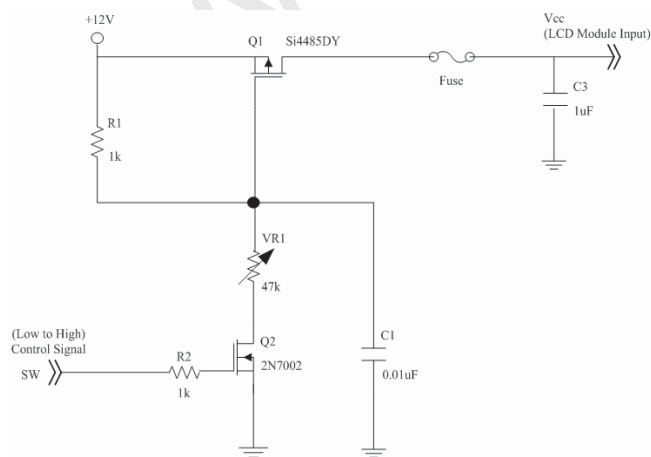 +12V
Q1
Si4485DY
Vcc
(LCD Module Input)
Fuse
C3
1uF
R1
1k
VR1
47k
(Low to High)
Control Signal
SW
R2
1k
Q2
2N7002
C1
0.01uF